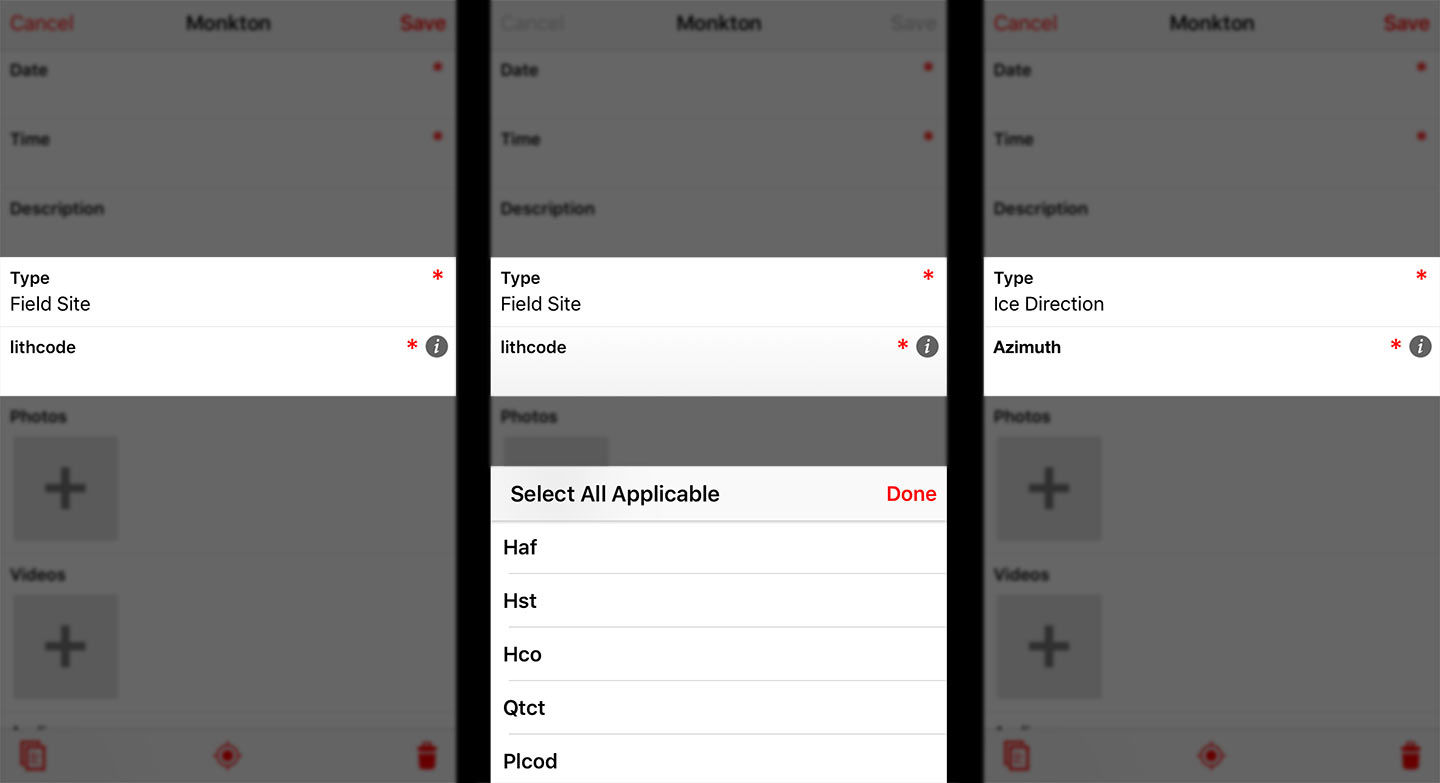 Cancel Monkton Save
Date *
Time *
Description
Type *
Field Site
lithcode * i
Photos
Videos
Cancel Monkton Save
Date *
Time *
Description
Type *
Field Site
lithcode * i
Photos
Select All Applicable Done
Haf
Hst
Hco
Qtct
Plcod
Cancel Monkton Save
Date *
Time *
Description
Type *
Ice Direction
Azimuth * i
Photos
Videos